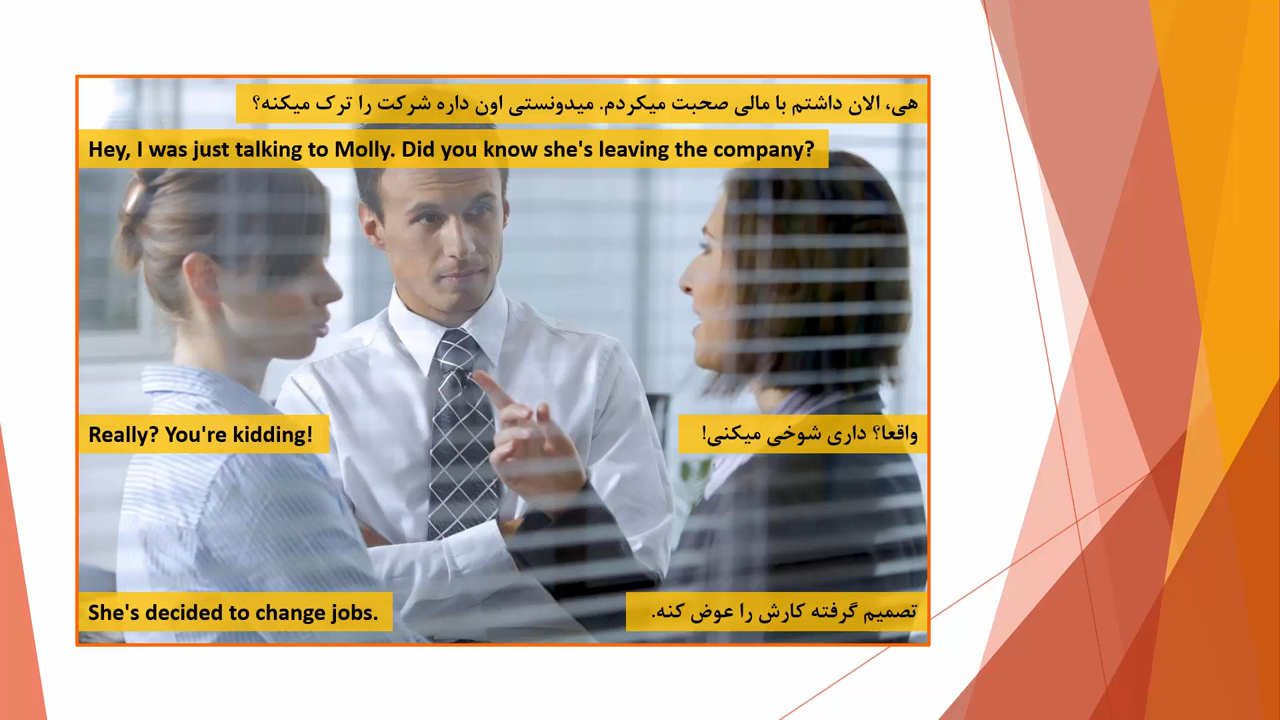 هی، الان داشتم با مالی صحبت میکردم. میدونستی اون داره شرکت را ترک میکنه؟
Hey, I was just talking to Molly. Did you know she's leaving the company?
Really? You're kidding!
واقعا؟ داری شوخی میکنی!
She's decided to change jobs.
تصمیم گرفته کارش را عوض کنه.